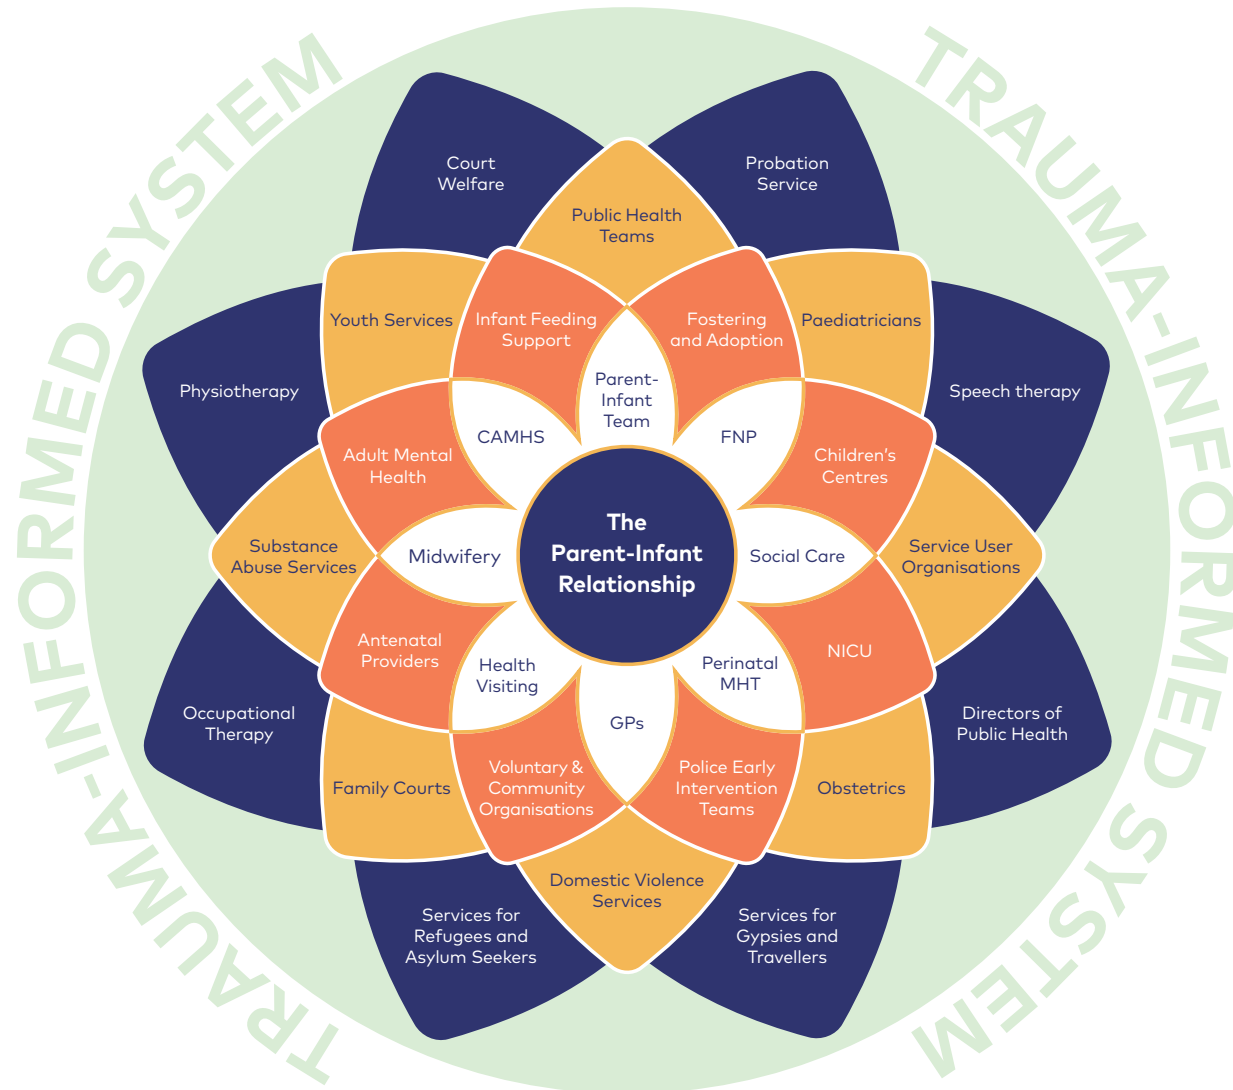 TRAUMA-INFORMED SYSTEM
TRAUMA-INFORMED SYSTEM
Court
Welfare
Probation
Service
Public Health
Teams
Youth Services
Infant Feeding
Support
Fostering
and Adoption
Paediatricians
Physiotherapy
Parent-
Infant
Team
Speech therapy
CAMHS
FNP
Adult Mental
Health
Children's
Centres
The
Parent-Infant
Relationship
Substance
Abuse Services
Midwifery
Social Care
Service User
Organisations
Antenatal
Providers
Health
Visiting
Perinatal
MHT
NICU
Occupational
Therapy
GPs
Directors of
Public Health
Family Courts
Voluntary &
Community
Organisations
Police Early
Intervention
Teams
Obstetrics
Domestic Violence
Services
Services for
Refugees and
Asylum Seekers
Services for
Gypsies and
Travellers